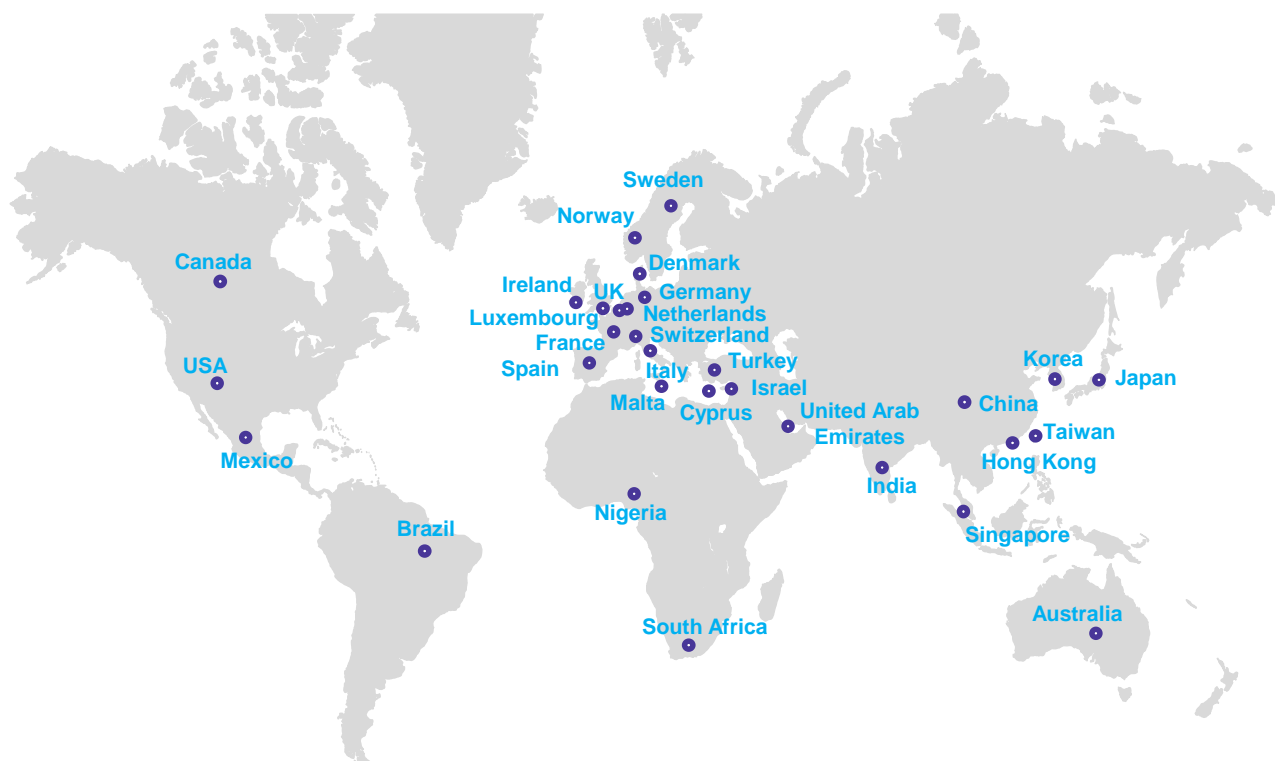 Sweden
Norway
Canada
Denmark
Ireland
UK
Germany
Luxembourg
Netherlands
France
Switzerland
USA
Spain
Italy
Turkey
Korea
Japan
Malta
Israel
Cyprus
United Arab
Emirates
China
Taiwan
Mexico
Hong Kong
India
Nigeria
Brazil
Singapore
South Africa
Australia